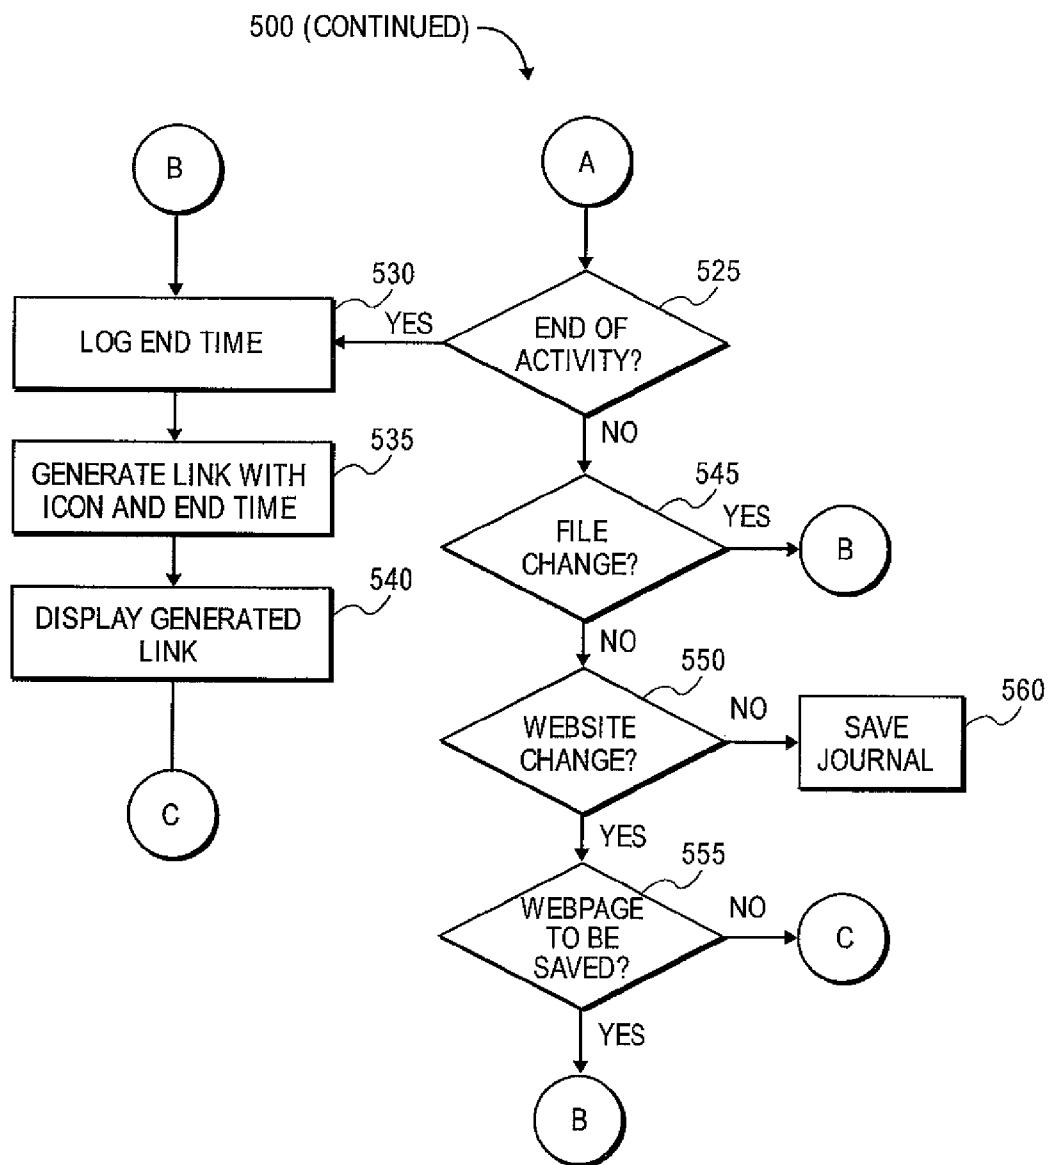 500 (CONTINUED)
B
A
530
525
LOG END TIME
YES
END OF
ACTIVITY?
NO
535
GENERATE LINK WITH
ICON AND END TIME
545
FILE
CHANGE?
YES
B
540
DISPLAY GENERATED
LINK
NO
550
WEBSITE
CHANGE?
NO
560
SAVE
JOURNAL
C
YES
555
WEBPAGE
TO BE
SAVED?
NO
C
YES
B